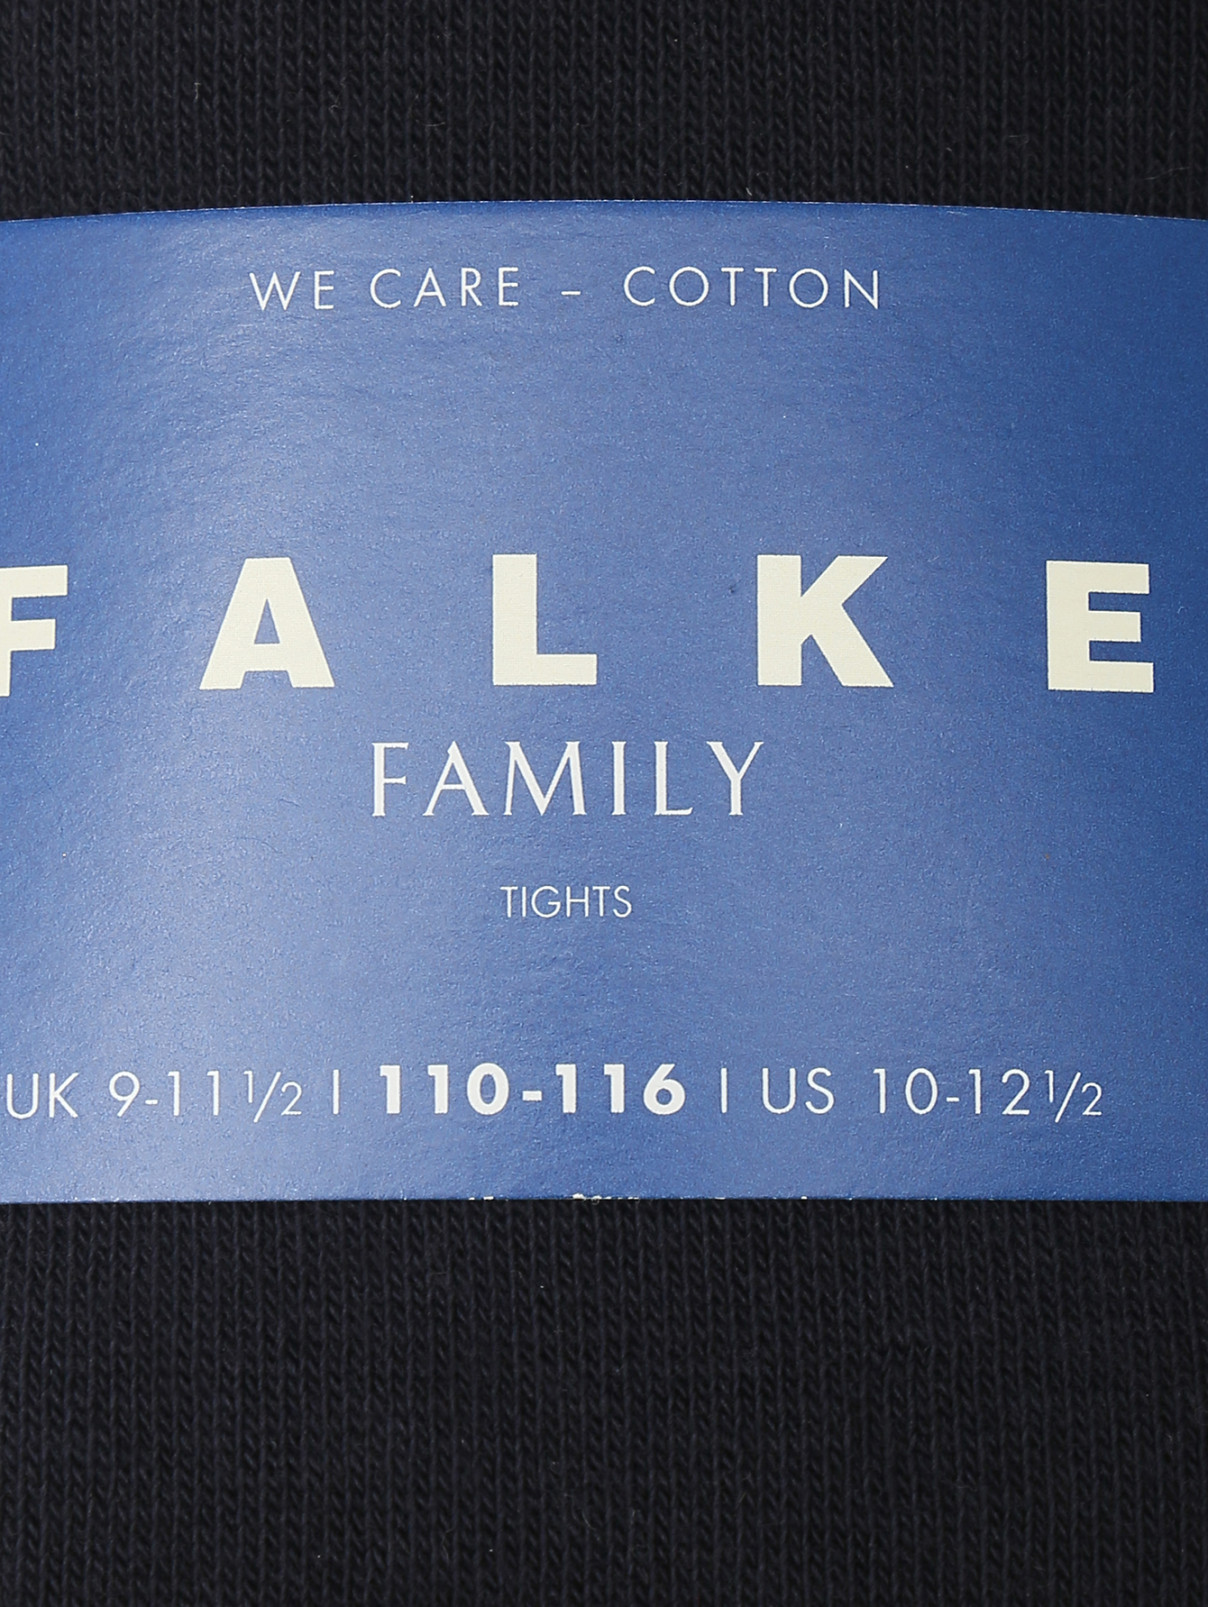 WE CARE – COTTON
FALKE
FAMILY
TIGHTS
UK 9-11½ | 110-116 | US 10-12½